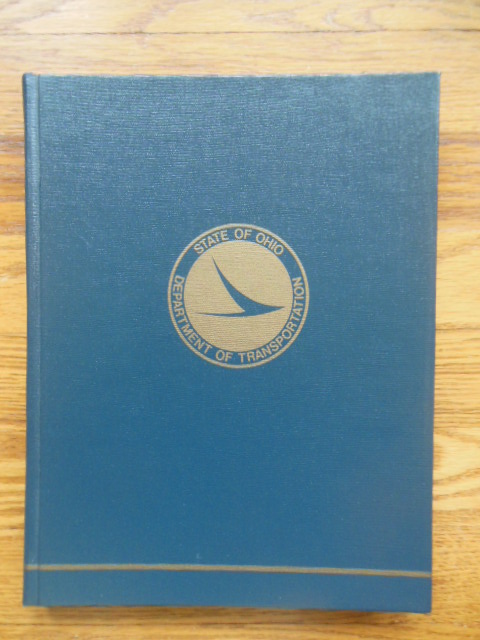 STATE OF OHIO
DEPARTMENT OF TRANSPORTATION